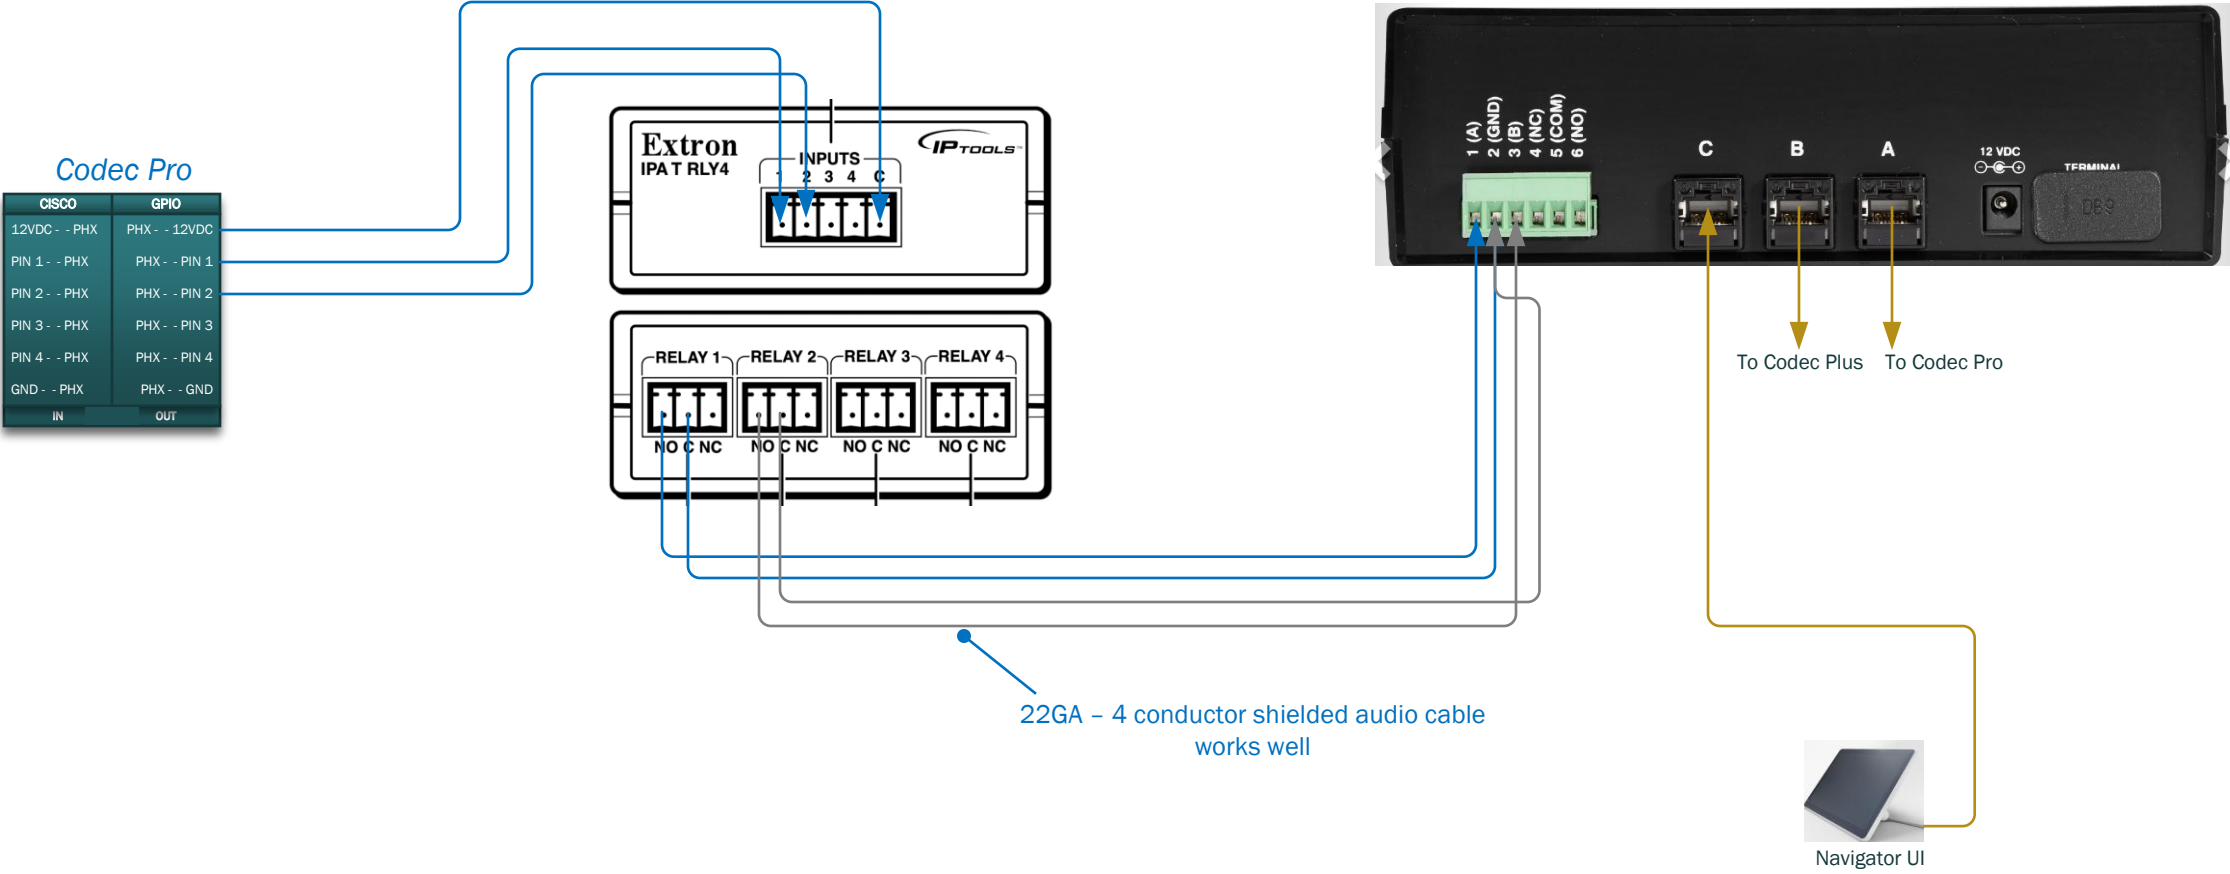 Codec Pro
CISCO GPIO
12VDC - - PHX PHX - - 12VDC
PIN 1 - - PHX PHX - - PIN 1
PIN 2 - - PHX PHX - - PIN 2
PIN 3 - - PHX PHX - - PIN 3
PIN 4 - - PHX PHX - - PIN 4
GND - - PHX PHX - - GND
IN OUT
Extron
IPA T RLY4
IP TOOLS™
INPUTS
1 2 3 4 C
RELAY 1 RELAY 2 RELAY 3 RELAY 4
NO C NC NO C NC NO C NC NO C NC
1 (A)
2 (GND)
3 (B)
4 (NC)
5 (COM)
6 (NO)
C B A
12 VDC
TERMINAL
DB9
To Codec Plus To Codec Pro
22GA – 4 conductor shielded audio cable
works well
Navigator UI